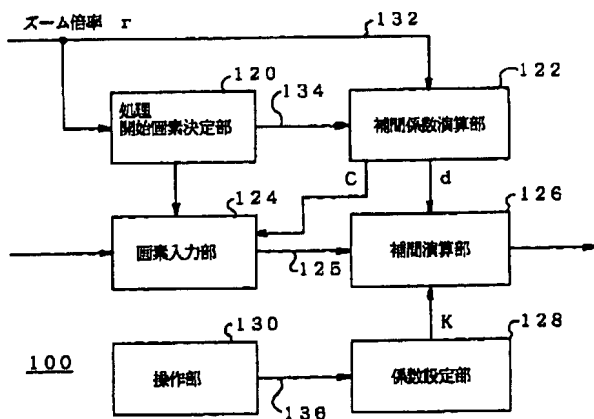 ズーム倍率 r
132
120
処理
開始画素決定部
134
122
補間係数演算部
C
d
124
画素入力部
125
126
補間演算部
K
130
操作部
136
128
係数設定部
100